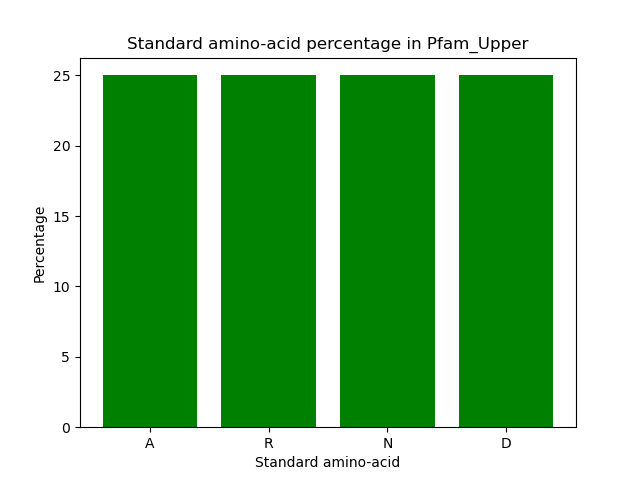 Standard amino-acid percentage in Pfam_Upper
25
20
15
10
5
0
Percentage
A R N D
Standard amino-acid